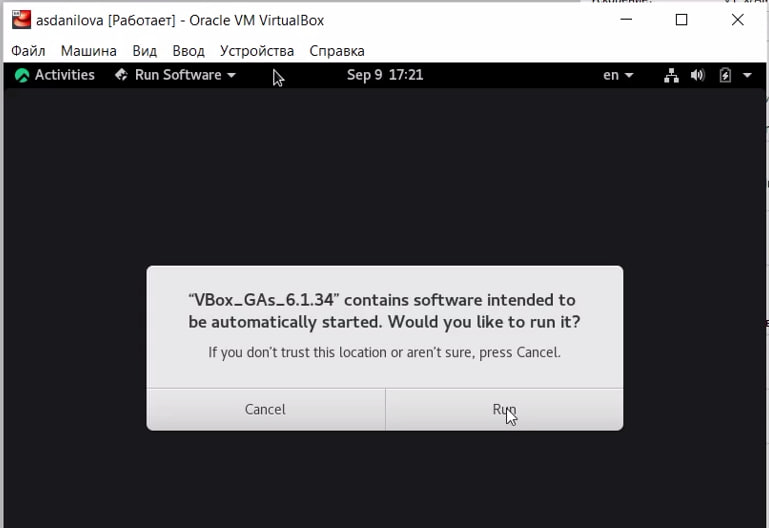 asdanilova [Работает] - Oracle VM VirtualBox
Файл Машина Вид Ввод Устройства Справка
Activities Run Software Sep 9 17:21 en
“VBox_GAs_6.1.34” contains software intended to
be automatically started. Would you like to run it?
If you don’t trust this location or aren’t sure, press Cancel.
Cancel Run